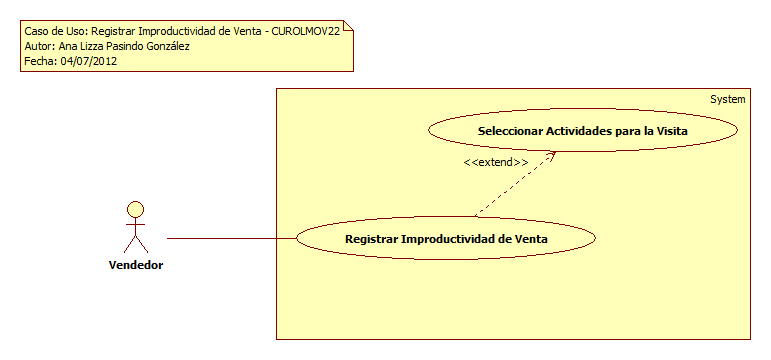 Caso de Uso: Registrar Improductividad de Venta - CUROLMOV22
Autor: Ana Lizza Pasindo González
Fecha: 04/07/2012
System
Seleccionar Actividades para la Visita
<<extend>>
Registrar Improductividad de Venta
Vendedor